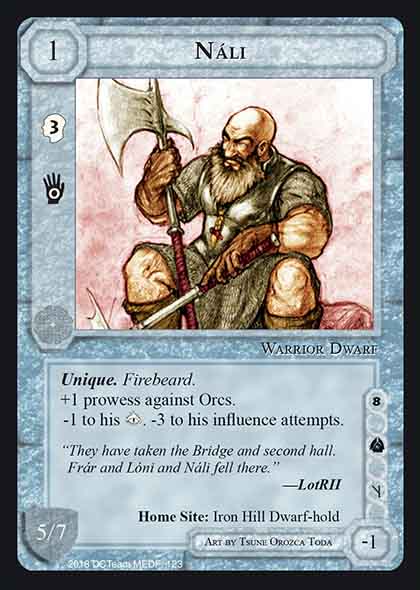 1
NÁLI
3
WARRIOR DWARF
Unique. Firebeard.
+1 prowess against Orcs.
-1 to his . -3 to his influence attempts.
“They have taken the Bridge and second hall.
Frár and Lóni and Náli fell there.”
—LotRII
8
Home Site: Iron Hill Dwarf-hold
5/7
ART BY TSUNE OROZCA TODA
-1
2018 DCTeam MEDF 123